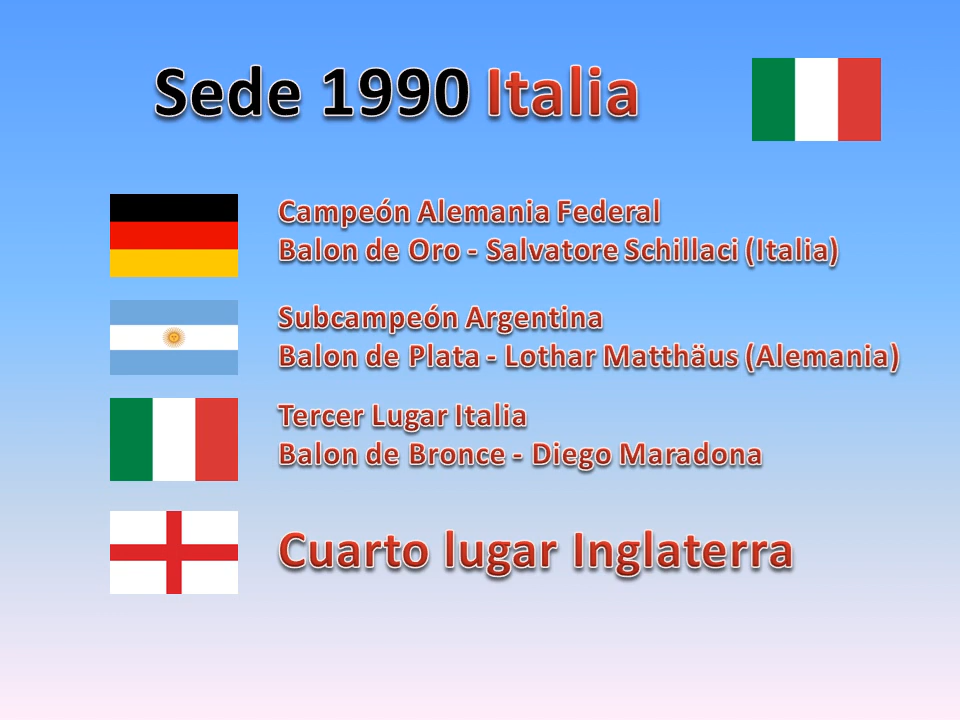 Sede 1990 Italia
Campeón Alemania Federal
Balon de Oro - Salvatore Schillaci (Italia)
Subcampeón Argentina
Balon de Plata - Lothar Matthäus (Alemania)
Tercer Lugar Italia
Balon de Bronce - Diego Maradona
Cuarto lugar Inglaterra